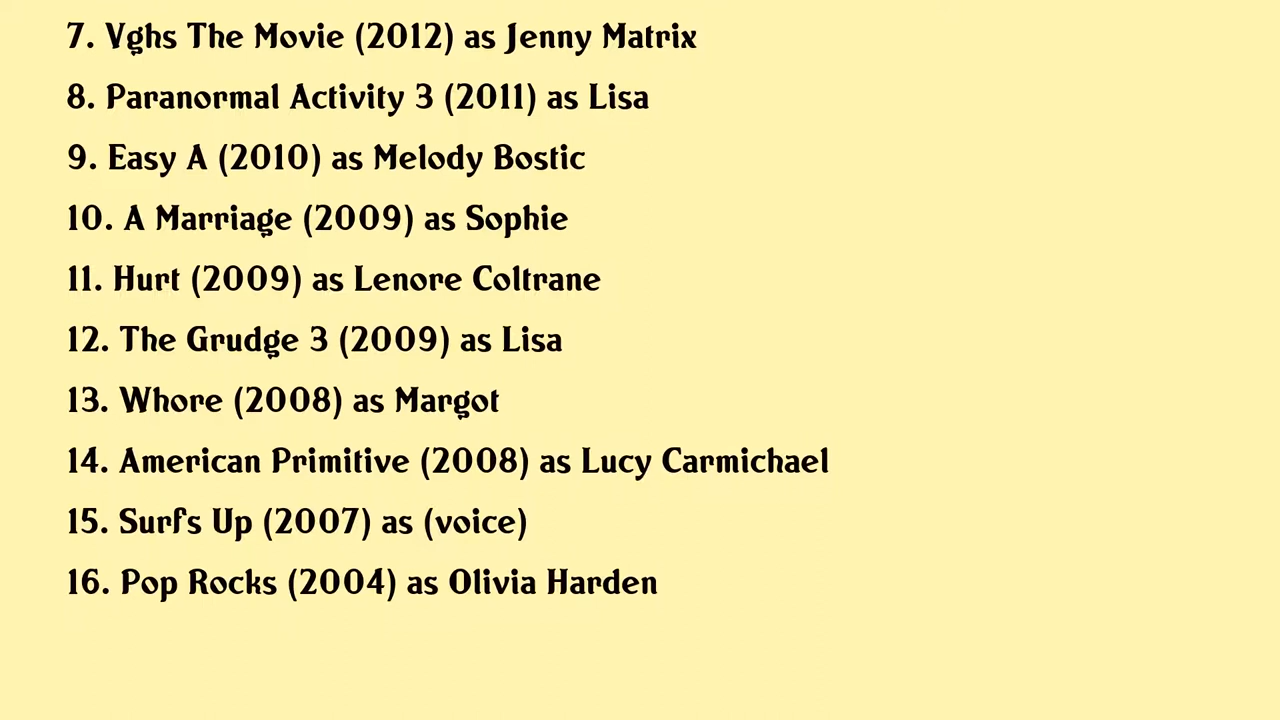 7. Vghs The Movie (2012) as Jenny Matrix
8. Paranormal Activity 3 (2011) as Lisa
9. Easy A (2010) as Melody Bostic
10. A Marriage (2009) as Sophie
11. Hurt (2009) as Lenore Coltrane
12. The Grudge 3 (2009) as Lisa
13. Whore (2008) as Margot
14. American Primitive (2008) as Lucy Carmichael
15. Surf's Up (2007) as (voice)
16. Pop Rocks (2004) as Olivia Harden